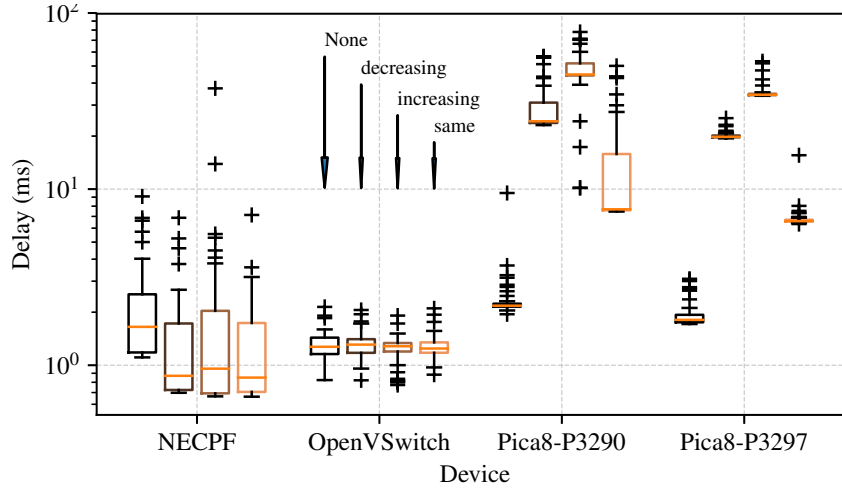 10²
None
decreasing
increasing
same
10¹
10⁰
Delay (ms)
NECPF OpenVSwitch Pica8-P3290 Pica8-P3297
Device